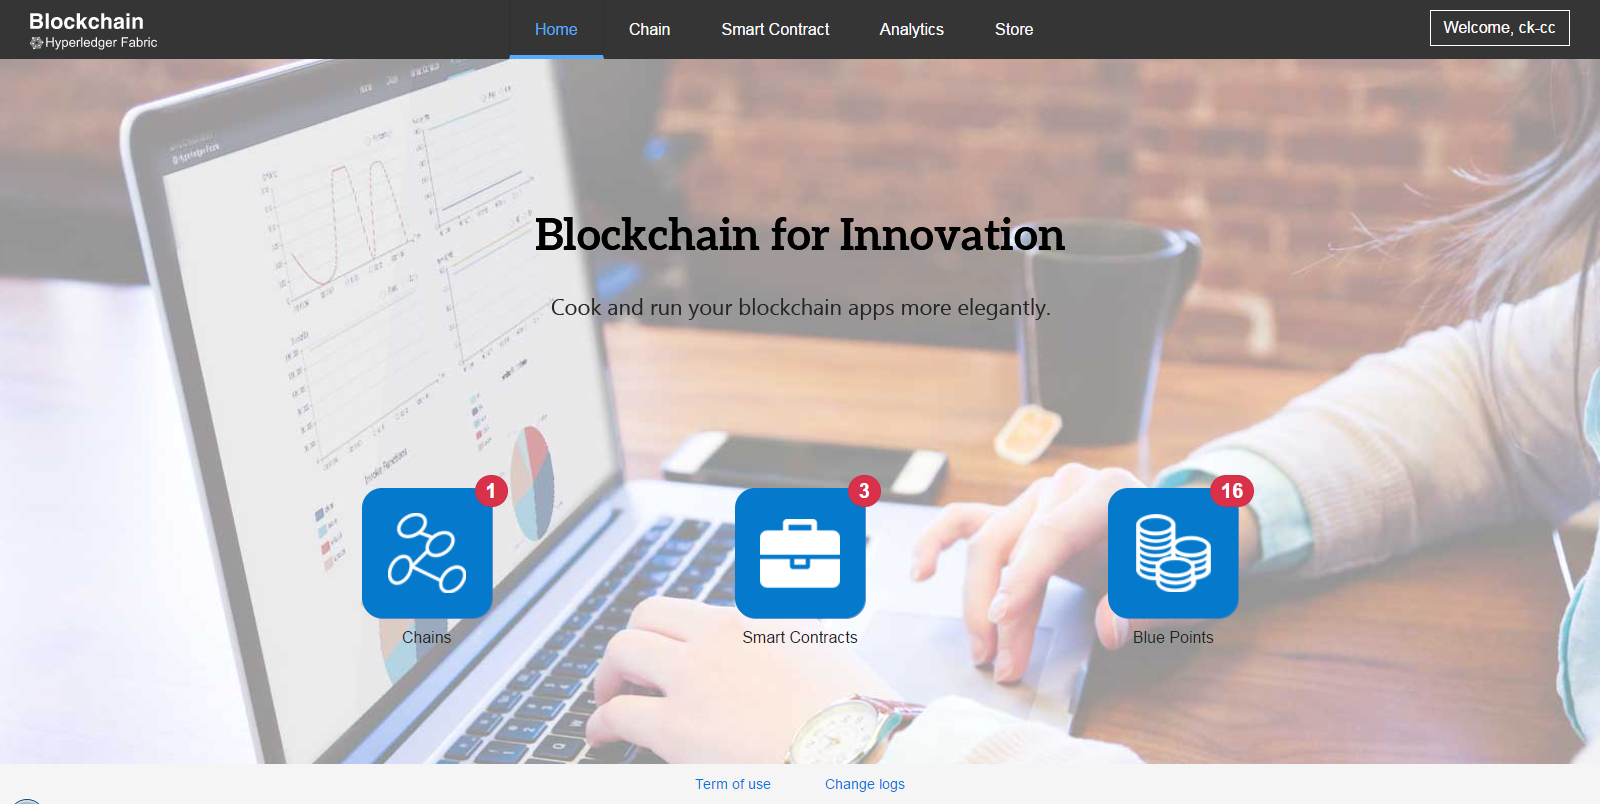 Blockchain
Hyperledger Fabric
Home
Chain
Smart Contract
Analytics
Store
Welcome, ck-cc
Blockchain for Innovation
Cook and run your blockchain apps more elegantly.
1
3
16
Chains
Smart Contracts
Blue Points
Term of use
Change logs